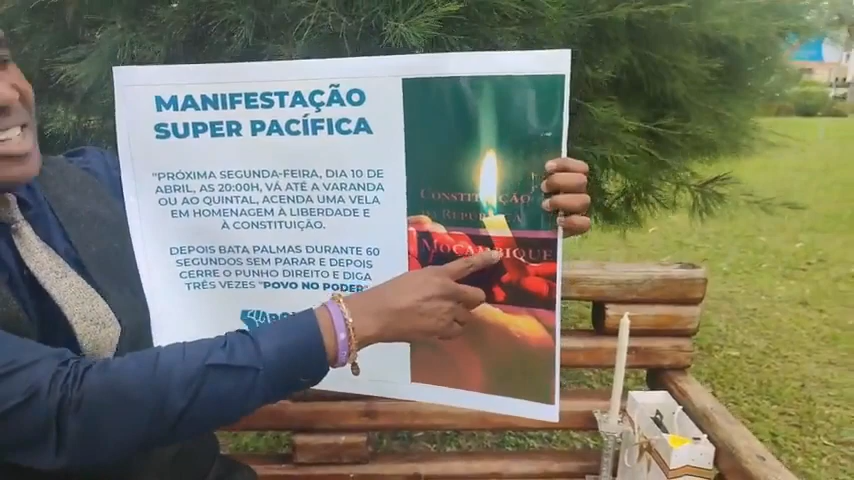 MANIFESTAÇÃO
SUPER PACÍFICA
"PRÓXIMA SEGUNDA-FEIRA, DIA 10 DE
ABRIL, ÀS 20:00H, VÁ ATÉ A VARANDA
OU AO QUINTAL, ACENDA UMA VELA
EM HOMENAGEM À LIBERDADE E À
CONSTITUIÇÃO.
DEPOIS BATA PALMAS DURANTE 60
SEGUNDOS SEM PARAR E DEPOIS
CERRE O PUNHO DIREITO E DIGA
TRÊS VEZES "POVO NO PODER"
CONSTITUIÇÃO
DA REPÚBLICA
MOÇAMBIQUE